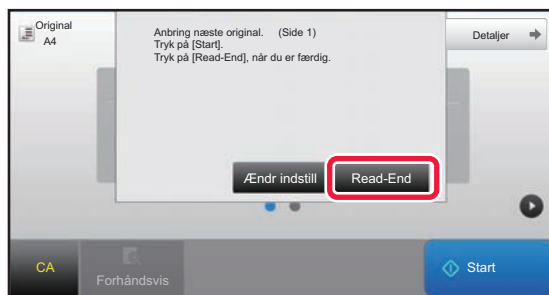 Original
A4
Anbring næste original. (Side 1)
Tryk på [Start].
Tryk på [Read-End], når du er færdig.
Detaljer
Ændr indstill
Read-End
CA
Forhåndsvis
Start